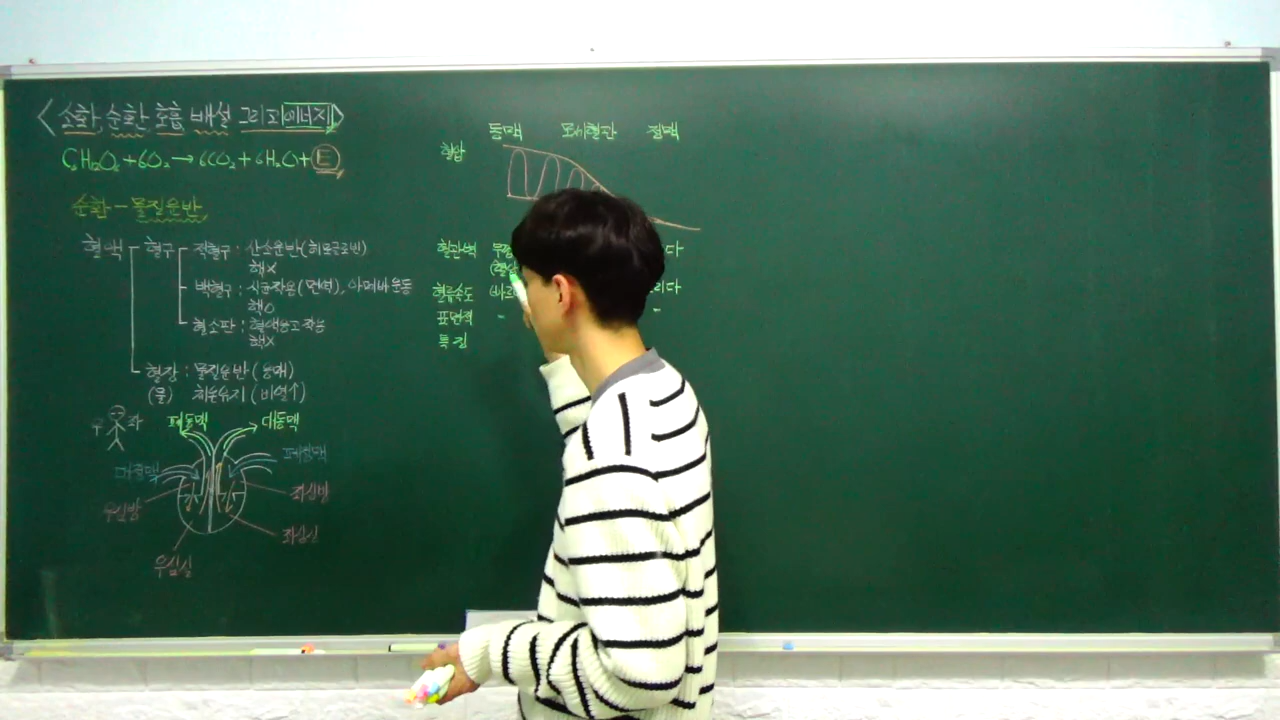 <소화, 순환, 호흡, 배설 그리고 에너지>
C6H12O6 + 6O2 → 6CO2 + 6H2O + E
순환 - 물질운반
혈액 혈구 적혈구 : 산소운반(헤모글로빈)
핵X
백혈구 : 식균작용(면역), 아메바운동
핵O
혈소판 : 혈액응고 작용
핵X
혈장 : 물질운반(용매)
(물) 체온유지(비열↑)
우 좌 폐동맥 대동맥
폐정맥
우심방 좌심방
좌심실
우심실
동맥 모세혈관 정맥
혈압
혈관벽
혈류속도
표면적 - -
특징